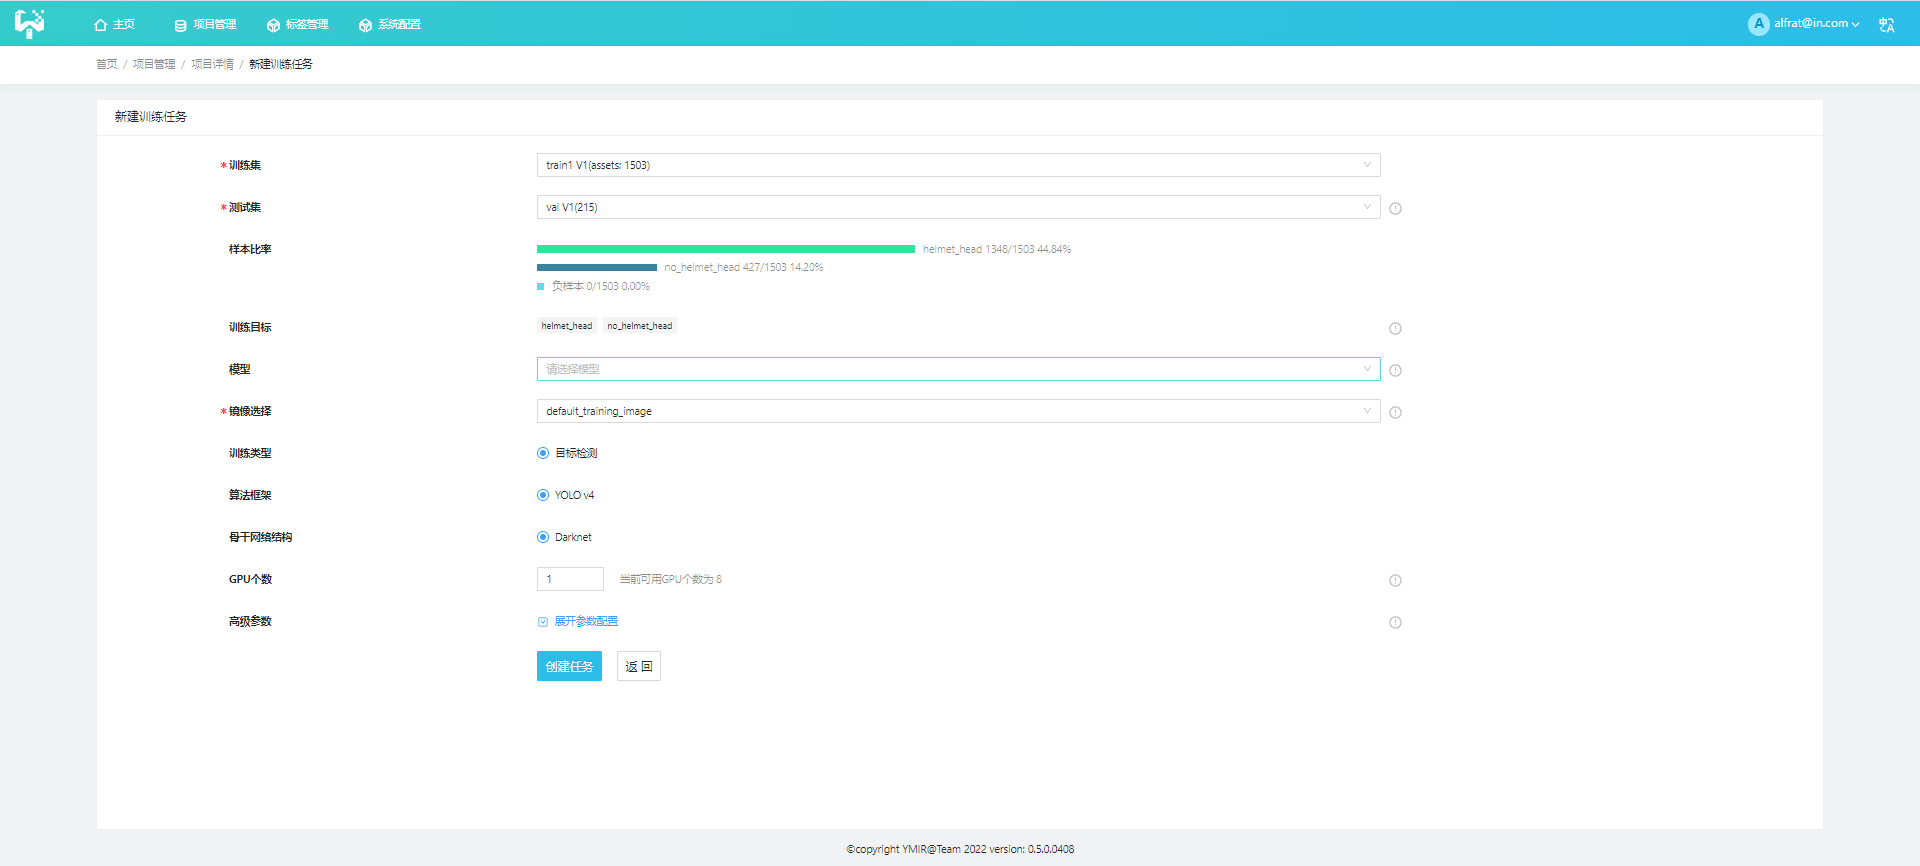 主页 项目管理 标签管理 系统配置 A alfrat@in.com
首页 / 项目管理 / 项目详情 / 新建训练任务
新建训练任务
* 训练集 train1 V1(assets: 1503)
* 测试集 val V1(215)
样本比率 helmet_head 1348/1503 44.84%
no_helmet_head 427/1503 14.20%
负样本 0/1503 0.00%
训练目标 helmet_head no_helmet_head
模型 请选择模型
* 镜像选择 default_training_image
训练类型 目标检测
算法框架 YOLO v4
骨干网络结构 Darknet
GPU个数 1 当前可用GPU个数为 8
高级参数 展开参数配置
创建任务 返 回
©copyright YMIR@Team 2022 version: 0.5.0.0408